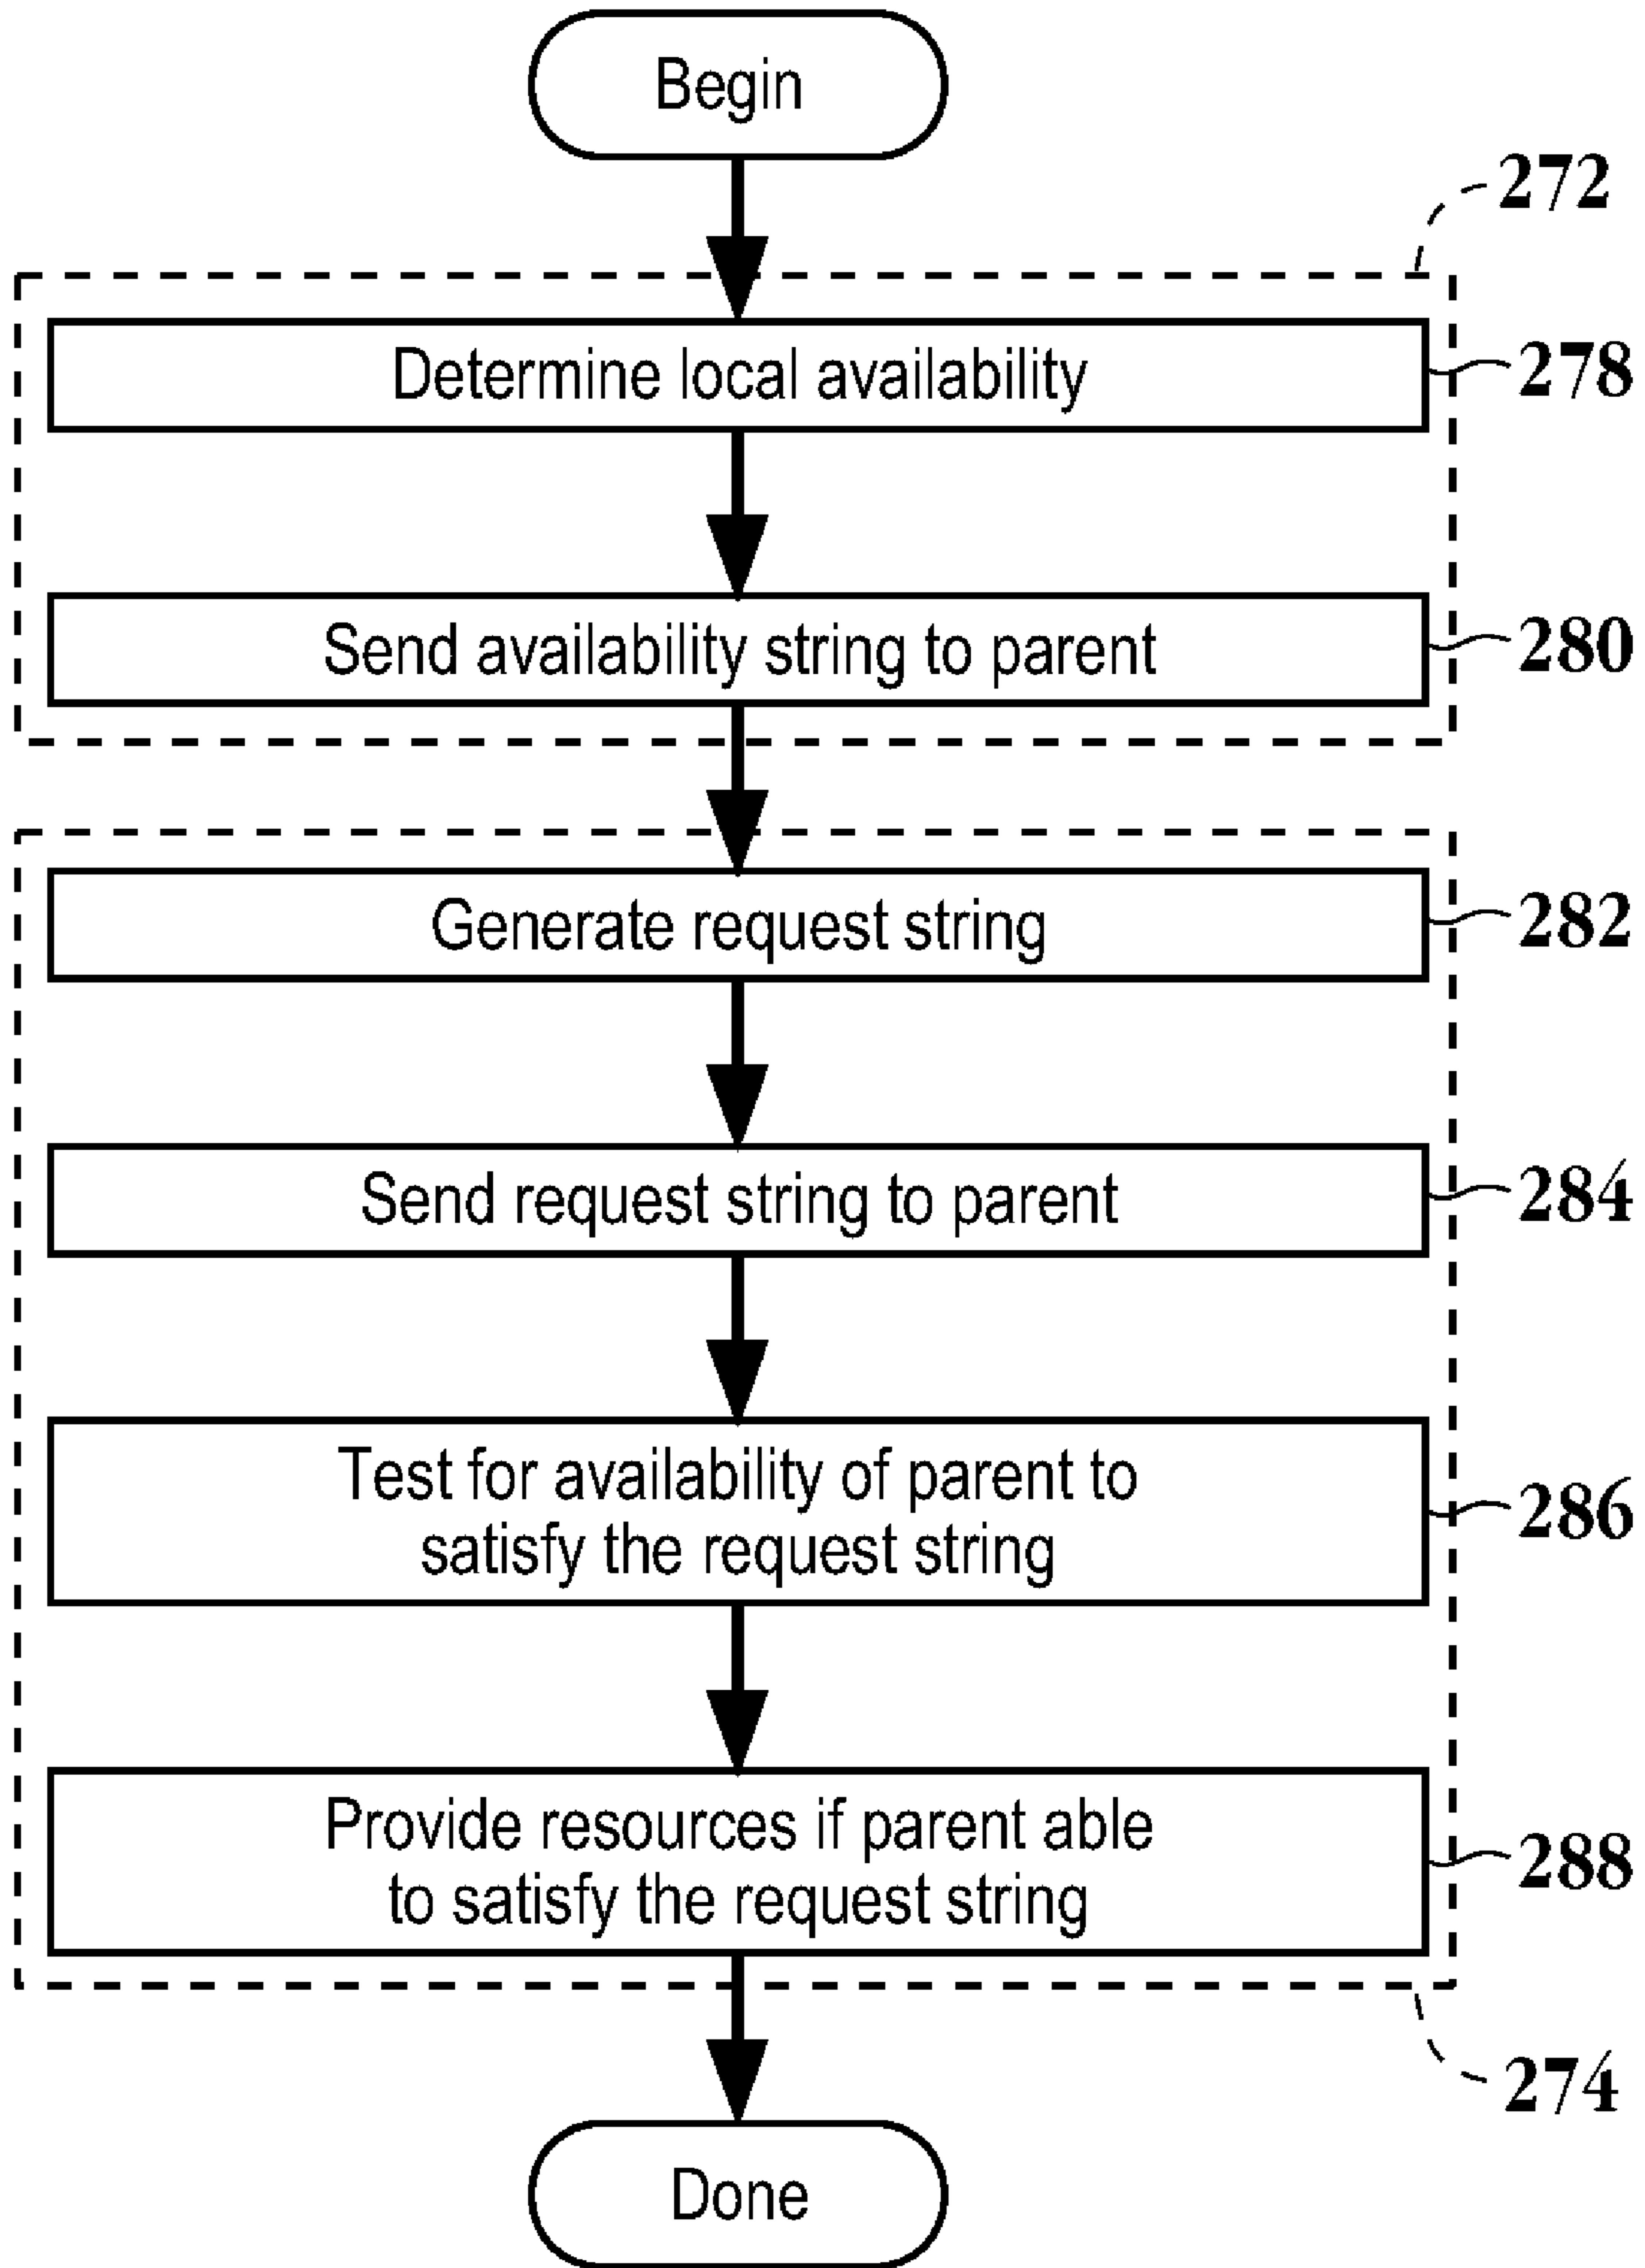 Begin
272
Determine local availability
278
Send availability string to parent
280
Generate request string
282
Send request string to parent
284
Test for availability of parent to
satisfy the request string
286
Provide resources if parent able
to satisfy the request string
288
274
Done